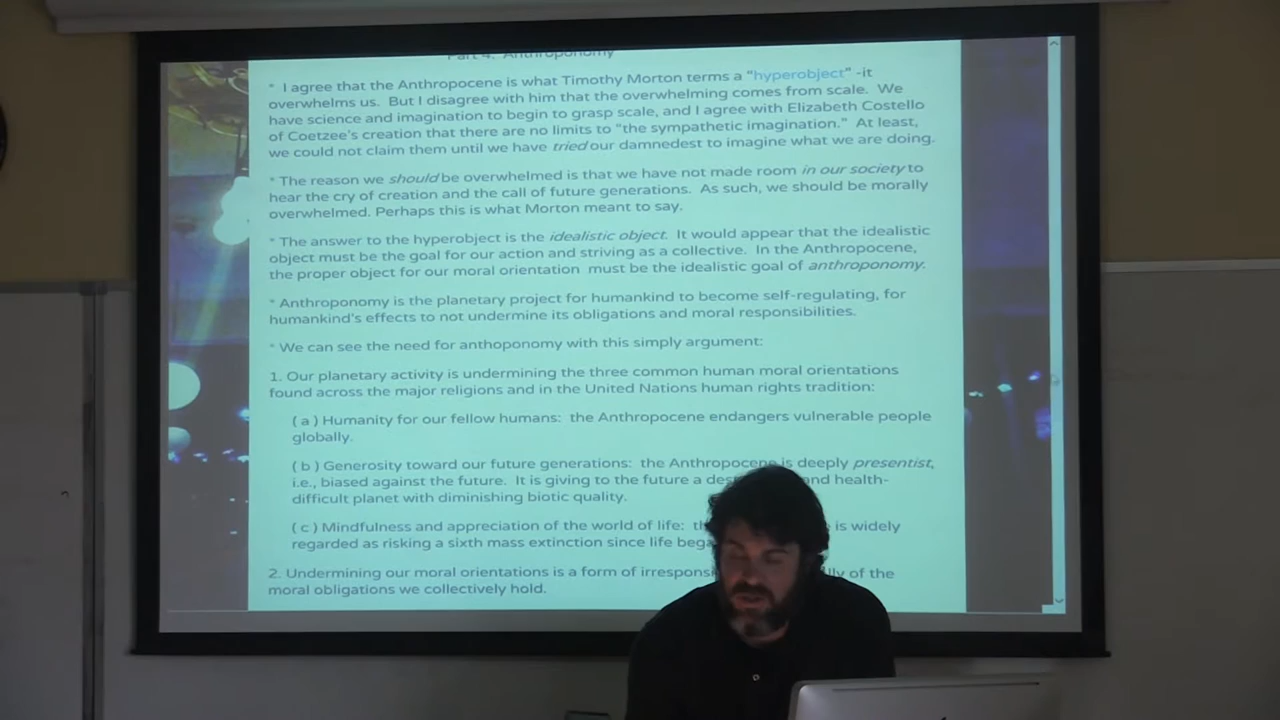 Part 4: Anthroponomy
* I agree that the Anthropocene is what Timothy Morton terms a "hyperobject" -it
overwhelms us. But I disagree with him that the overwhelming comes from scale. We
have science and imagination to begin to grasp scale, and I agree with Elizabeth Costello
of Coetzee's creation that there are no limits to "the sympathetic imagination." At least,
we could not claim them until we have tried our damnedest to imagine what we are doing.
* The reason we should be overwhelmed is that we have not made room in our society to
hear the cry of creation and the call of future generations. As such, we should be morally
overwhelmed. Perhaps this is what Morton meant to say.
* The answer to the hyperobject is the idealistic object. It would appear that the idealistic
object must be the goal for our action and striving as a collective. In the Anthropocene,
the proper object for our moral orientation must be the idealistic goal of anthroponomy.
* Anthroponomy is the planetary project for humankind to become self-regulating, for
humankind's effects to not undermine its obligations and moral responsibilities.
* We can see the need for anthoponomy with this simply argument:
1. Our planetary activity is undermining the three common human moral orientations
found across the major religions and in the United Nations human rights tradition:
( a ) Humanity for our fellow humans: the Anthropocene endangers vulnerable people
globally.
( b ) Generosity toward our future generations: the Anthropocene is deeply presentist,
i.e., biased against the future. It is giving to the future a and health-
difficult planet with diminishing biotic quality.
( c ) Mindfulness and appreciation of the world of life: is widely
regarded as risking a sixth mass extinction since life
2. Undermining our moral orientations is a form of of the
moral obligations we collectively hold.